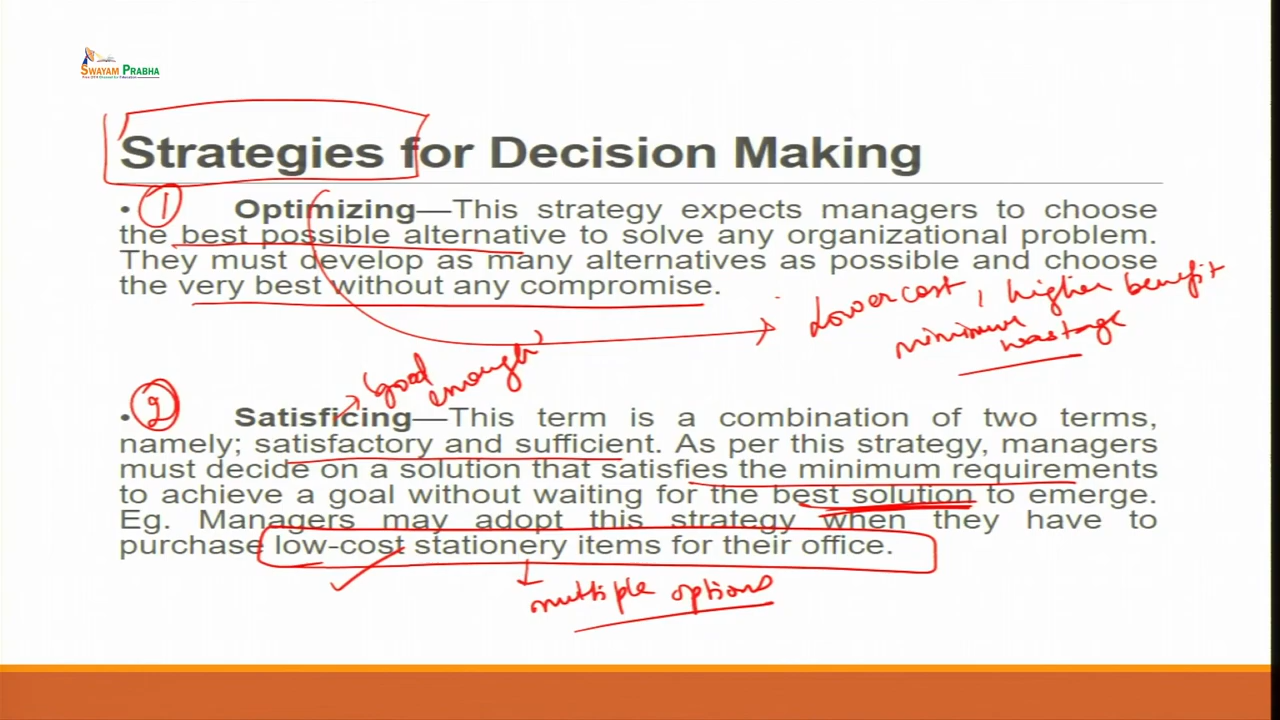 SWAYAM PRABHA
Strategies for Decision Making
• 1 Optimizing—This strategy expects managers to choose
the best possible alternative to solve any organizational problem.
They must develop as many alternatives as possible and choose
the very best without any compromise.
Lower cost, higher benefit
minimum
wastage
good
enough
• 2 Satisficing—This term is a combination of two terms,
namely; satisfactory and sufficient. As per this strategy, managers
must decide on a solution that satisfies the minimum requirements
to achieve a goal without waiting for the best solution to emerge.
Eg. Managers may adopt this strategy when they have to
purchase low-cost stationery items for their office.
multiple options